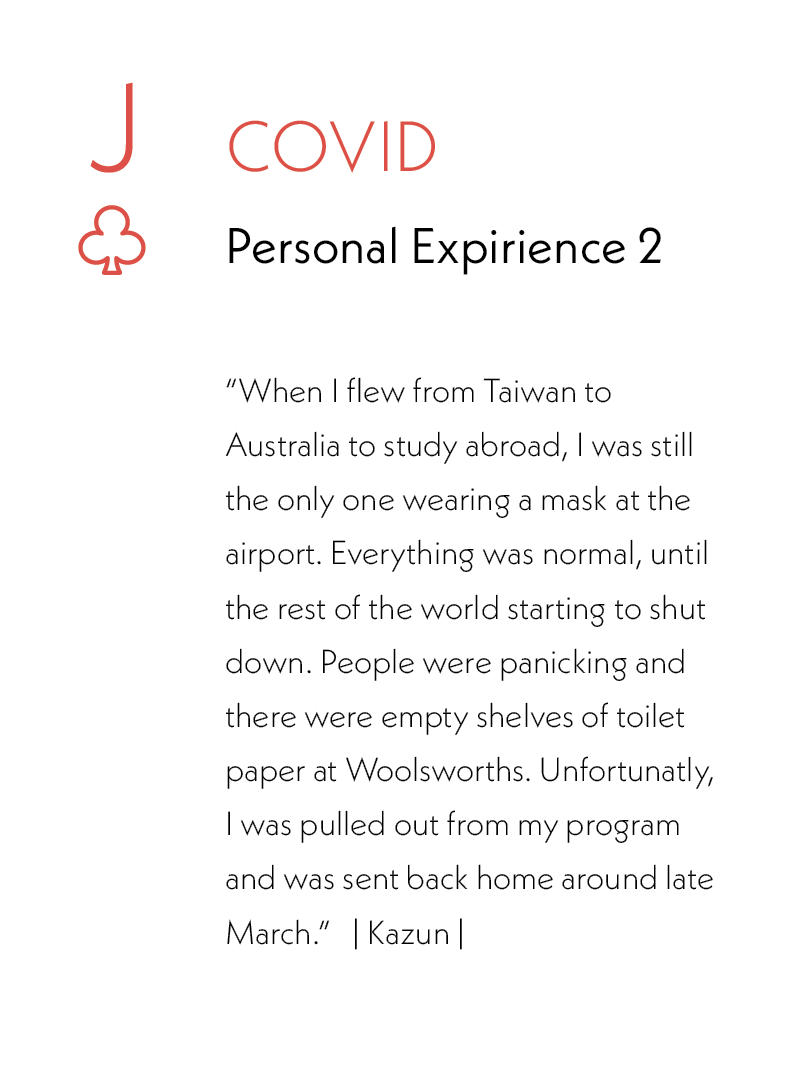 J
COVID
Personal Expirience 2
“When I flew from Taiwan to
Australia to study abroad, I was still
the only one wearing a mask at the
airport. Everything was normal, until
the rest of the world starting to shut
down. People were panicking and
there were empty shelves of toilet
paper at Woolsworths. Unfortunatly,
I was pulled out from my program
and was sent back home around late
March.” | Kazun |